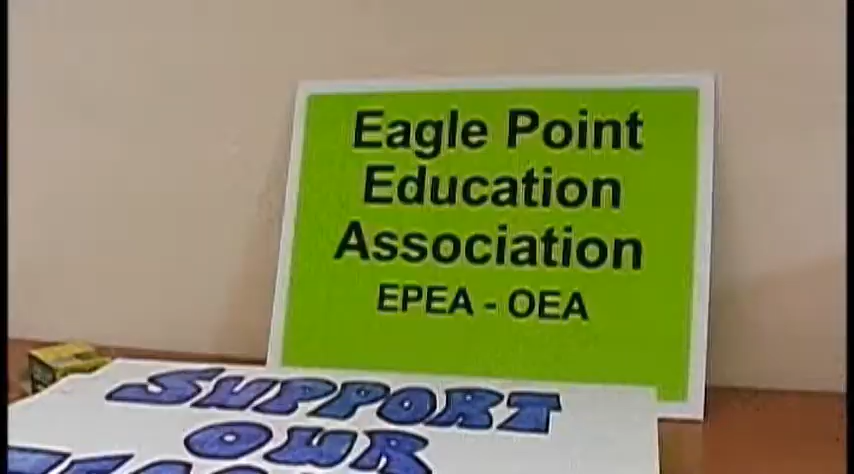 Eagle Point
Education
Association
EPEA - OEA
SUPPORT
OUR